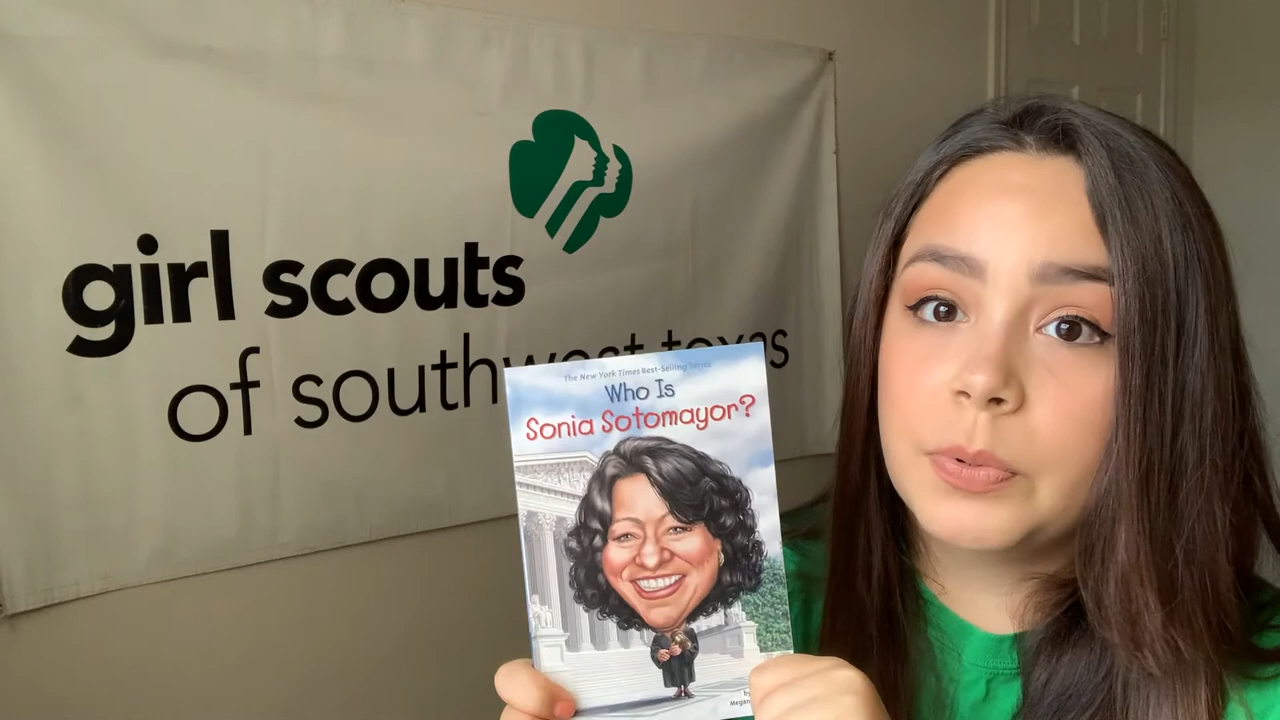 girl scouts
of southwest texas
The New York Times Best-Selling Series
Who Is
Sonia Sotomayor?
by
Megan